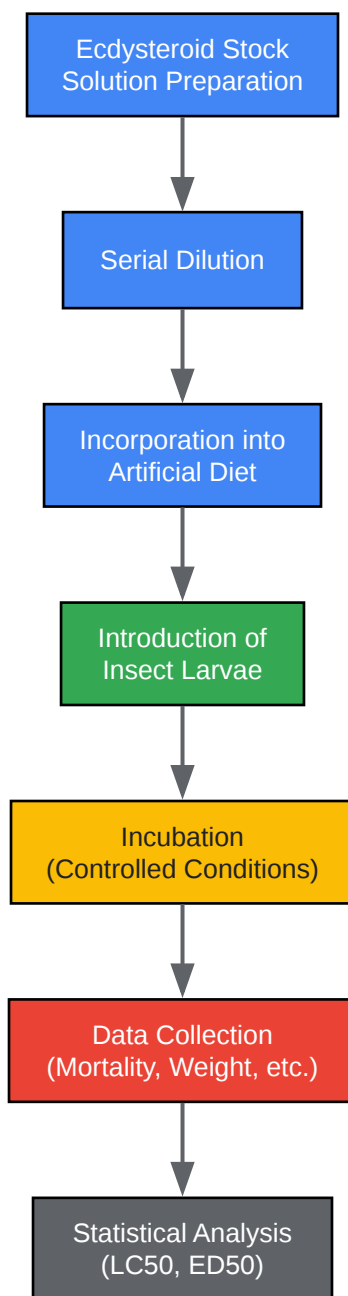 Ecdysteroid Stock
Solution Preparation
Serial Dilution
Incorporation into
Artificial Diet
Introduction of
Insect Larvae
Incubation
(Controlled Conditions)
Data Collection
(Mortality, Weight, etc.)
Statistical Analysis
(LC50, ED50)